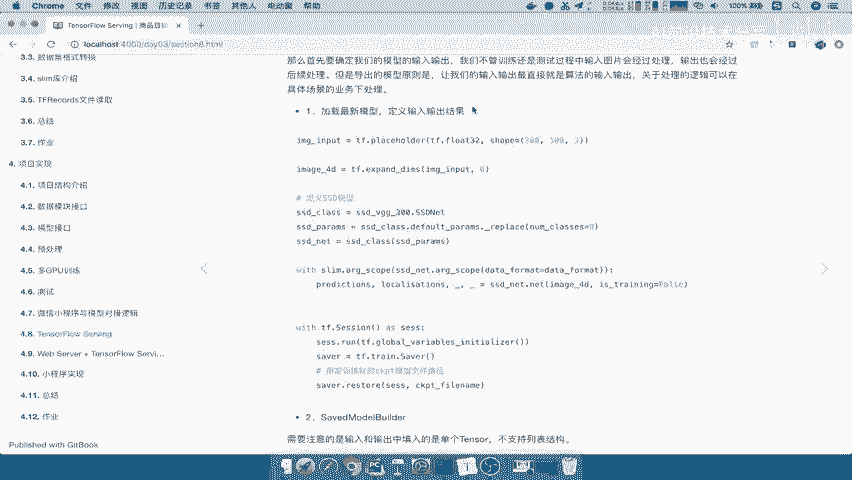 Chrome 文件 修改 视图 历史记录 书签 其他人 电动窗 帮助
100%
TensorFlow Serving | 商品目标
localhost:4000/day03/section8.html
3.3. 数据集格式转换
3.4. slim库介绍
3.5. TFRecords文件读取
3.6. 总结
3.7. 作业
4. 项目实现
4.1. 项目结构介绍
4.2. 数据模块接口
4.3. 模型接口
4.4. 预处理
4.5. 多GPU训练
4.6. 测试
4.7. 微信小程序与模型对接逻辑
4.8. TensorFlow Serving
4.9. Web Server + TensorFlow Servi...
4.10. 小程序实现
4.11. 总结
4.12. 作业
Published with GitBook
那么首先要确定我们的模型的输入输出，我们不管训练还是测试过程中输入图片会经过处理，输出也会经过
后续处理。但是导出的模型原则是，让我们的输入输出最直接就是算法的输入输出，关于处理的逻辑可以在
具体场景的业务下处理。
• 1、加载最新模型，定义输入输出结果
img_input = tf.placeholder(tf.float32, shape=(300, 300, 3))
image_4d = tf.expand_dims(img_input, 0)
# 定义SSD模型
ssd_class = ssd_vgg_300.SSDNet
ssd_params = ssd_class.default_params._replace(num_classes=9)
ssd_net = ssd_class(ssd_params)
with slim.arg_scope(ssd_net.arg_scope(data_format=data_format)):
predictions, localisations, _, _ = ssd_net.net(image_4d, is_training=False)
with tf.Session() as sess:
sess.run(tf.global_variables_initializer())
saver = tf.train.Saver()
saver.restore(sess, ckpt_filename)
• 2、SavedModelBuilder
需要注意的是输入和输出中填入的是单个Tensor，不支持列表结构。